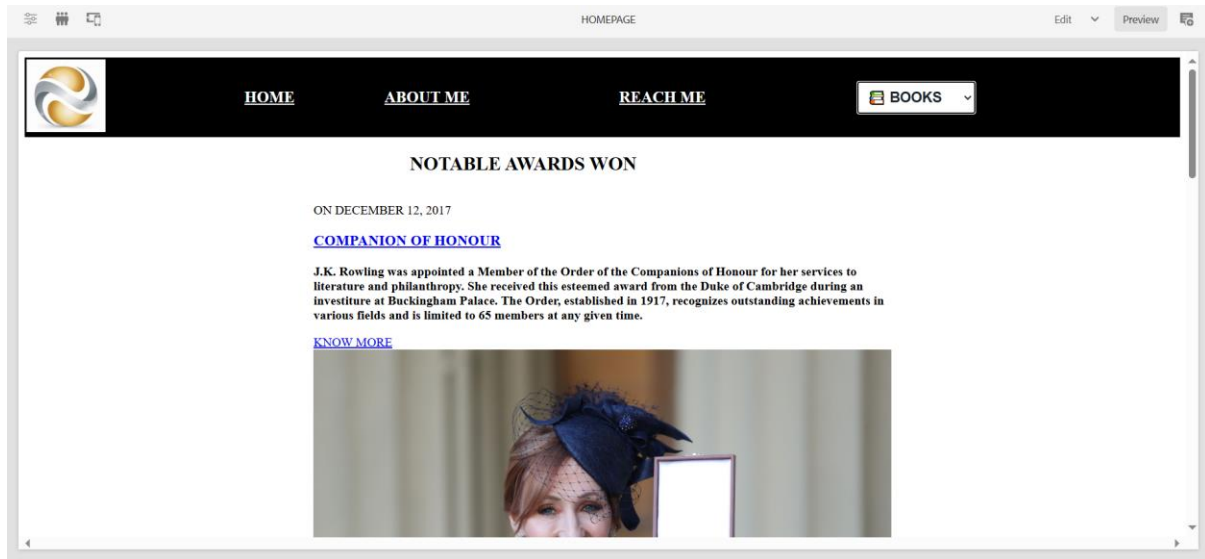 HOMEPAGE
Edit
Preview
HOME ABOUT ME REACH ME BOOKS
NOTABLE AWARDS WON
ON DECEMBER 12, 2017
COMPANION OF HONOUR
J.K. Rowling was appointed a Member of the Order of the Companions of Honour for her services to
literature and philanthropy. She received this esteemed award from the Duke of Cambridge during an
investiture at Buckingham Palace. The Order, established in 1917, recognizes outstanding achievements in
various fields and is limited to 65 members at any given time.
KNOW MORE